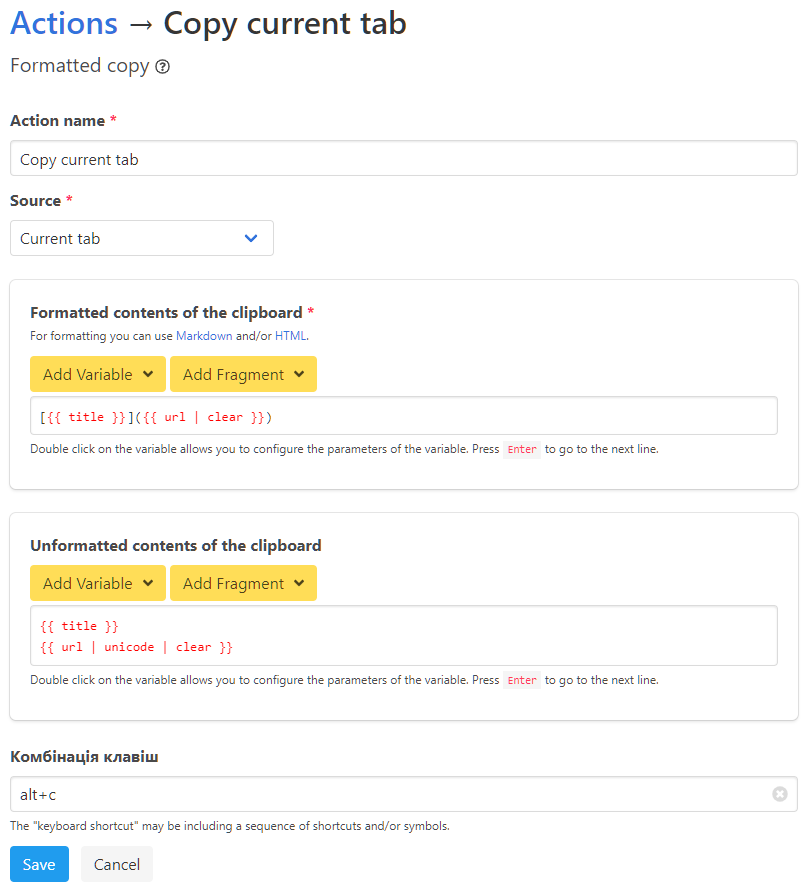 Actions → Copy current tab
Formatted copy ?
Action name *
Copy current tab
Source *
Current tab
Formatted contents of the clipboard *
For formatting you can use Markdown and/or HTML.
Add Variable Add Fragment
[{{ title }}]({{ url | clear }})
Double click on the variable allows you to configure the parameters of the variable. Press Enter to go to the next line.
Unformatted contents of the clipboard
Add Variable Add Fragment
{{ title }}
{{ url | unicode | clear }}
Double click on the variable allows you to configure the parameters of the variable. Press Enter to go to the next line.
Комбінація клавіш
alt+c
The "keyboard shortcut" may be including a sequence of shortcuts and/or symbols.
Save Cancel